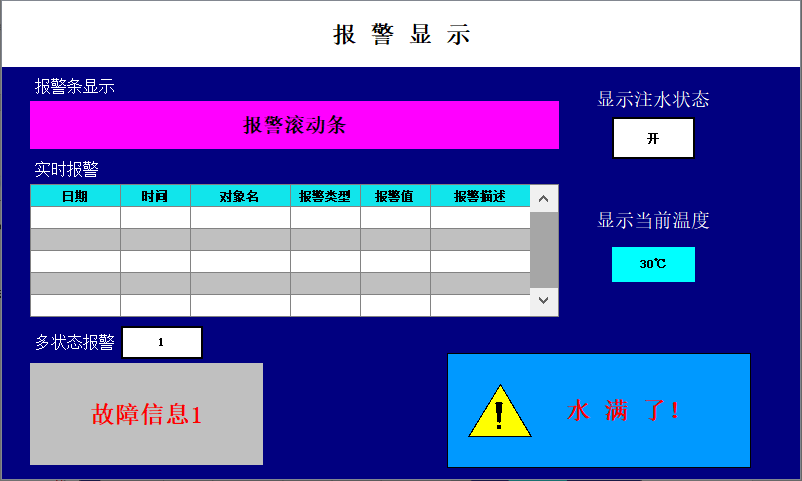 报 警 显 示
报警条显示
显示注水状态
报警滚动条
开
实时报警
日期 时间 对象名 报警类型 报警值 报警描述
显示当前温度
30℃
多状态报警 1
故障信息1
水 满 了!